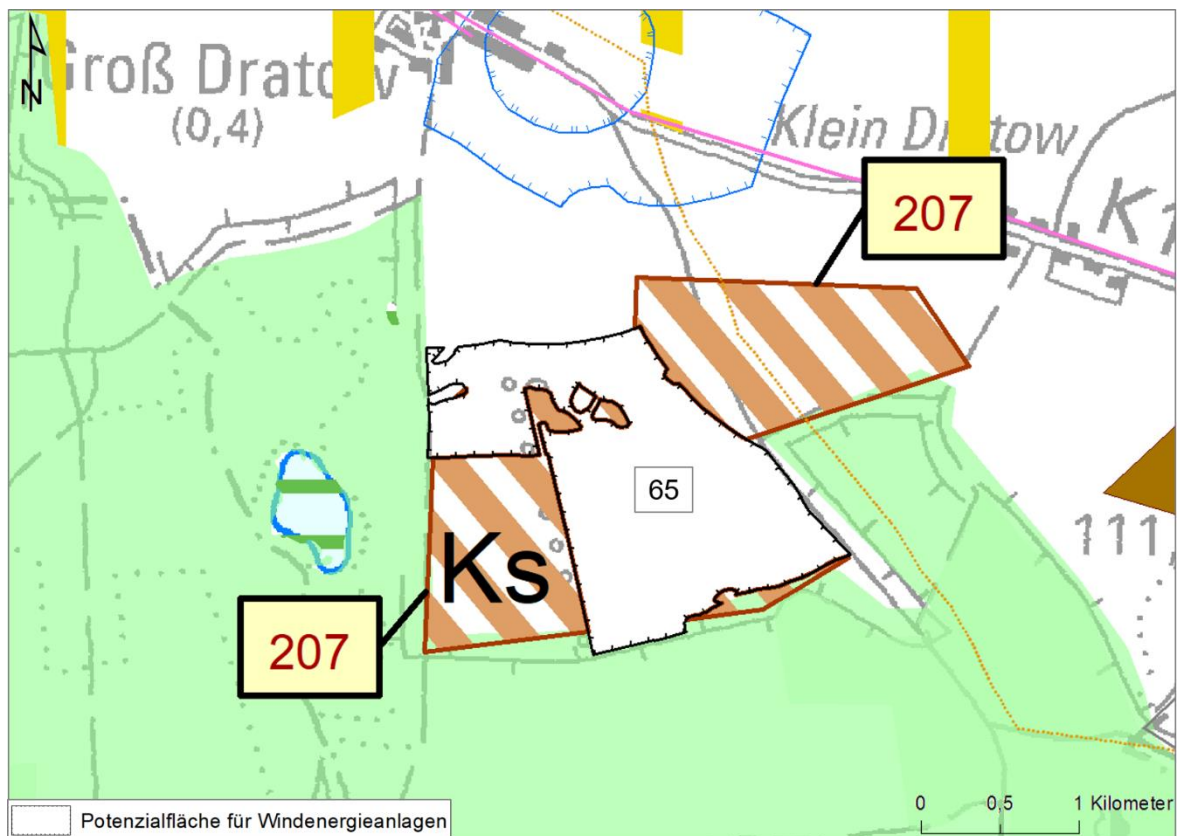 N
Groß Dratow
(0,4)
Klein Dratow
207
K1
65
Ks
111,
207
0 0,5 1 Kilometer
Potenzialfläche für Windenergieanlagen